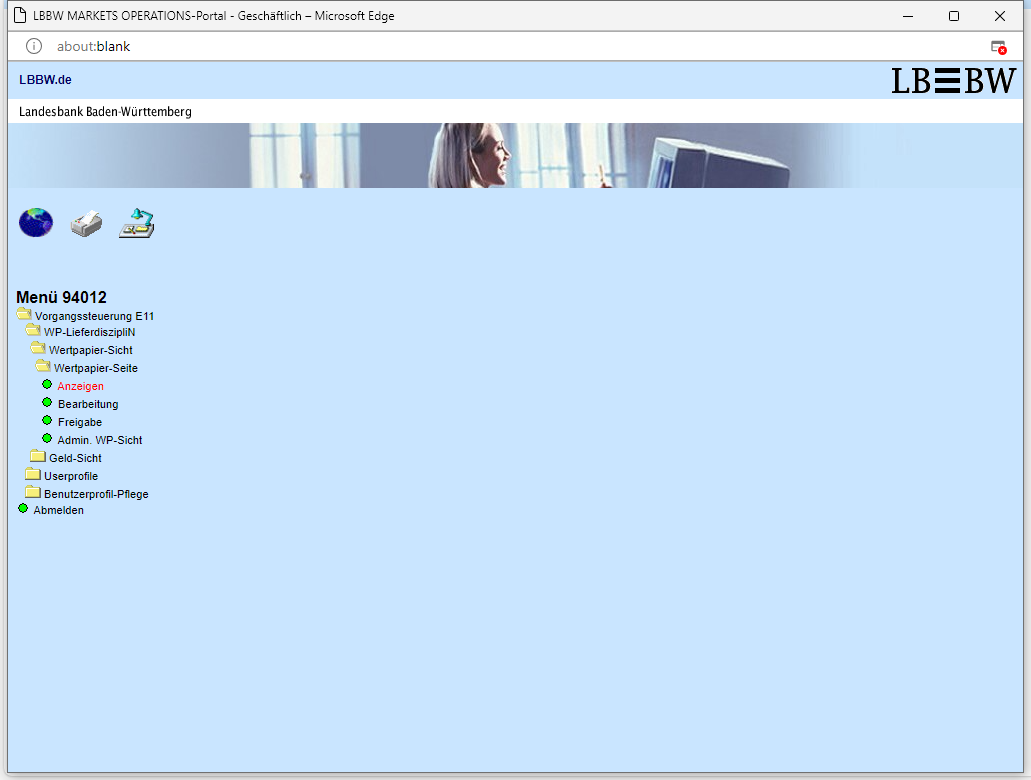 LBBW MARKETS OPERATIONS-Portal - Geschäftlich – Microsoft Edge
about:blank
LBBW.de
LBBW
Landesbank Baden-Württemberg
Menü 94012
Vorgangssteuerung E11
WP-LieferdiszipliN
Wertpapier-Sicht
Wertpapier-Seite
Anzeigen
Bearbeitung
Freigabe
Admin. WP-Sicht
Geld-Sicht
Userprofile
Benutzerprofil-Pflege
Abmelden